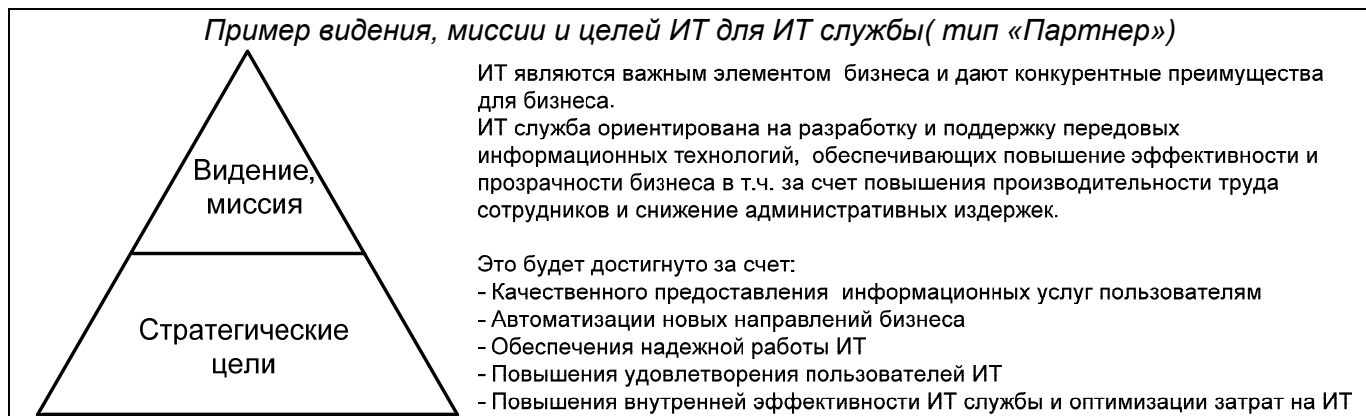 Пример видения, миссии и целей ИТ для ИТ службы( тип «Партнер»)
Видение,
миссия
ИТ являются важным элементом бизнеса и дают конкурентные преимущества
для бизнеса.
ИТ служба ориентирована на разработку и поддержку передовых
информационных технологий, обеспечивающих повышение эффективности и
прозрачности бизнеса в т.ч. за счет повышения производительности труда
сотрудников и снижение административных издержек.
Стратегические
цели
Это будет достигнуто за счет:
- Качественного предоставления информационных услуг пользователям
- Автоматизации новых направлений бизнеса
- Обеспечения надежной работы ИТ
- Повышения удовлетворения пользователей ИТ
- Повышения внутренней эффективности ИТ службы и оптимизации затрат на ИТ